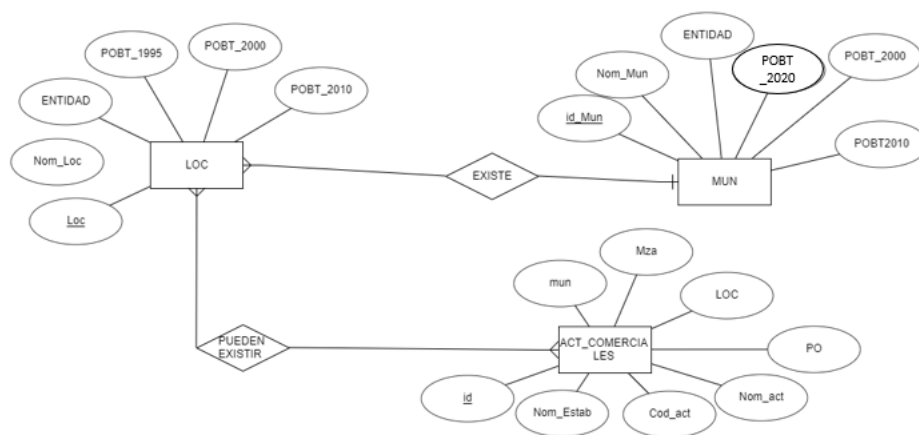 POBT_1995
POBT_2000
ENTIDAD
POBT_2010
Nom_Loc
LOC
Loc
EXISTE
ENTIDAD
Nom_Mun
POBT
_2020
POBT_2000
id_Mun
POBT2010
MUN
PUEDEN
EXISTIR
mun
Mza
LOC
ACT_COMERCIA
LES
PO
id
Nom_Estab
Cod_act
Nom_act